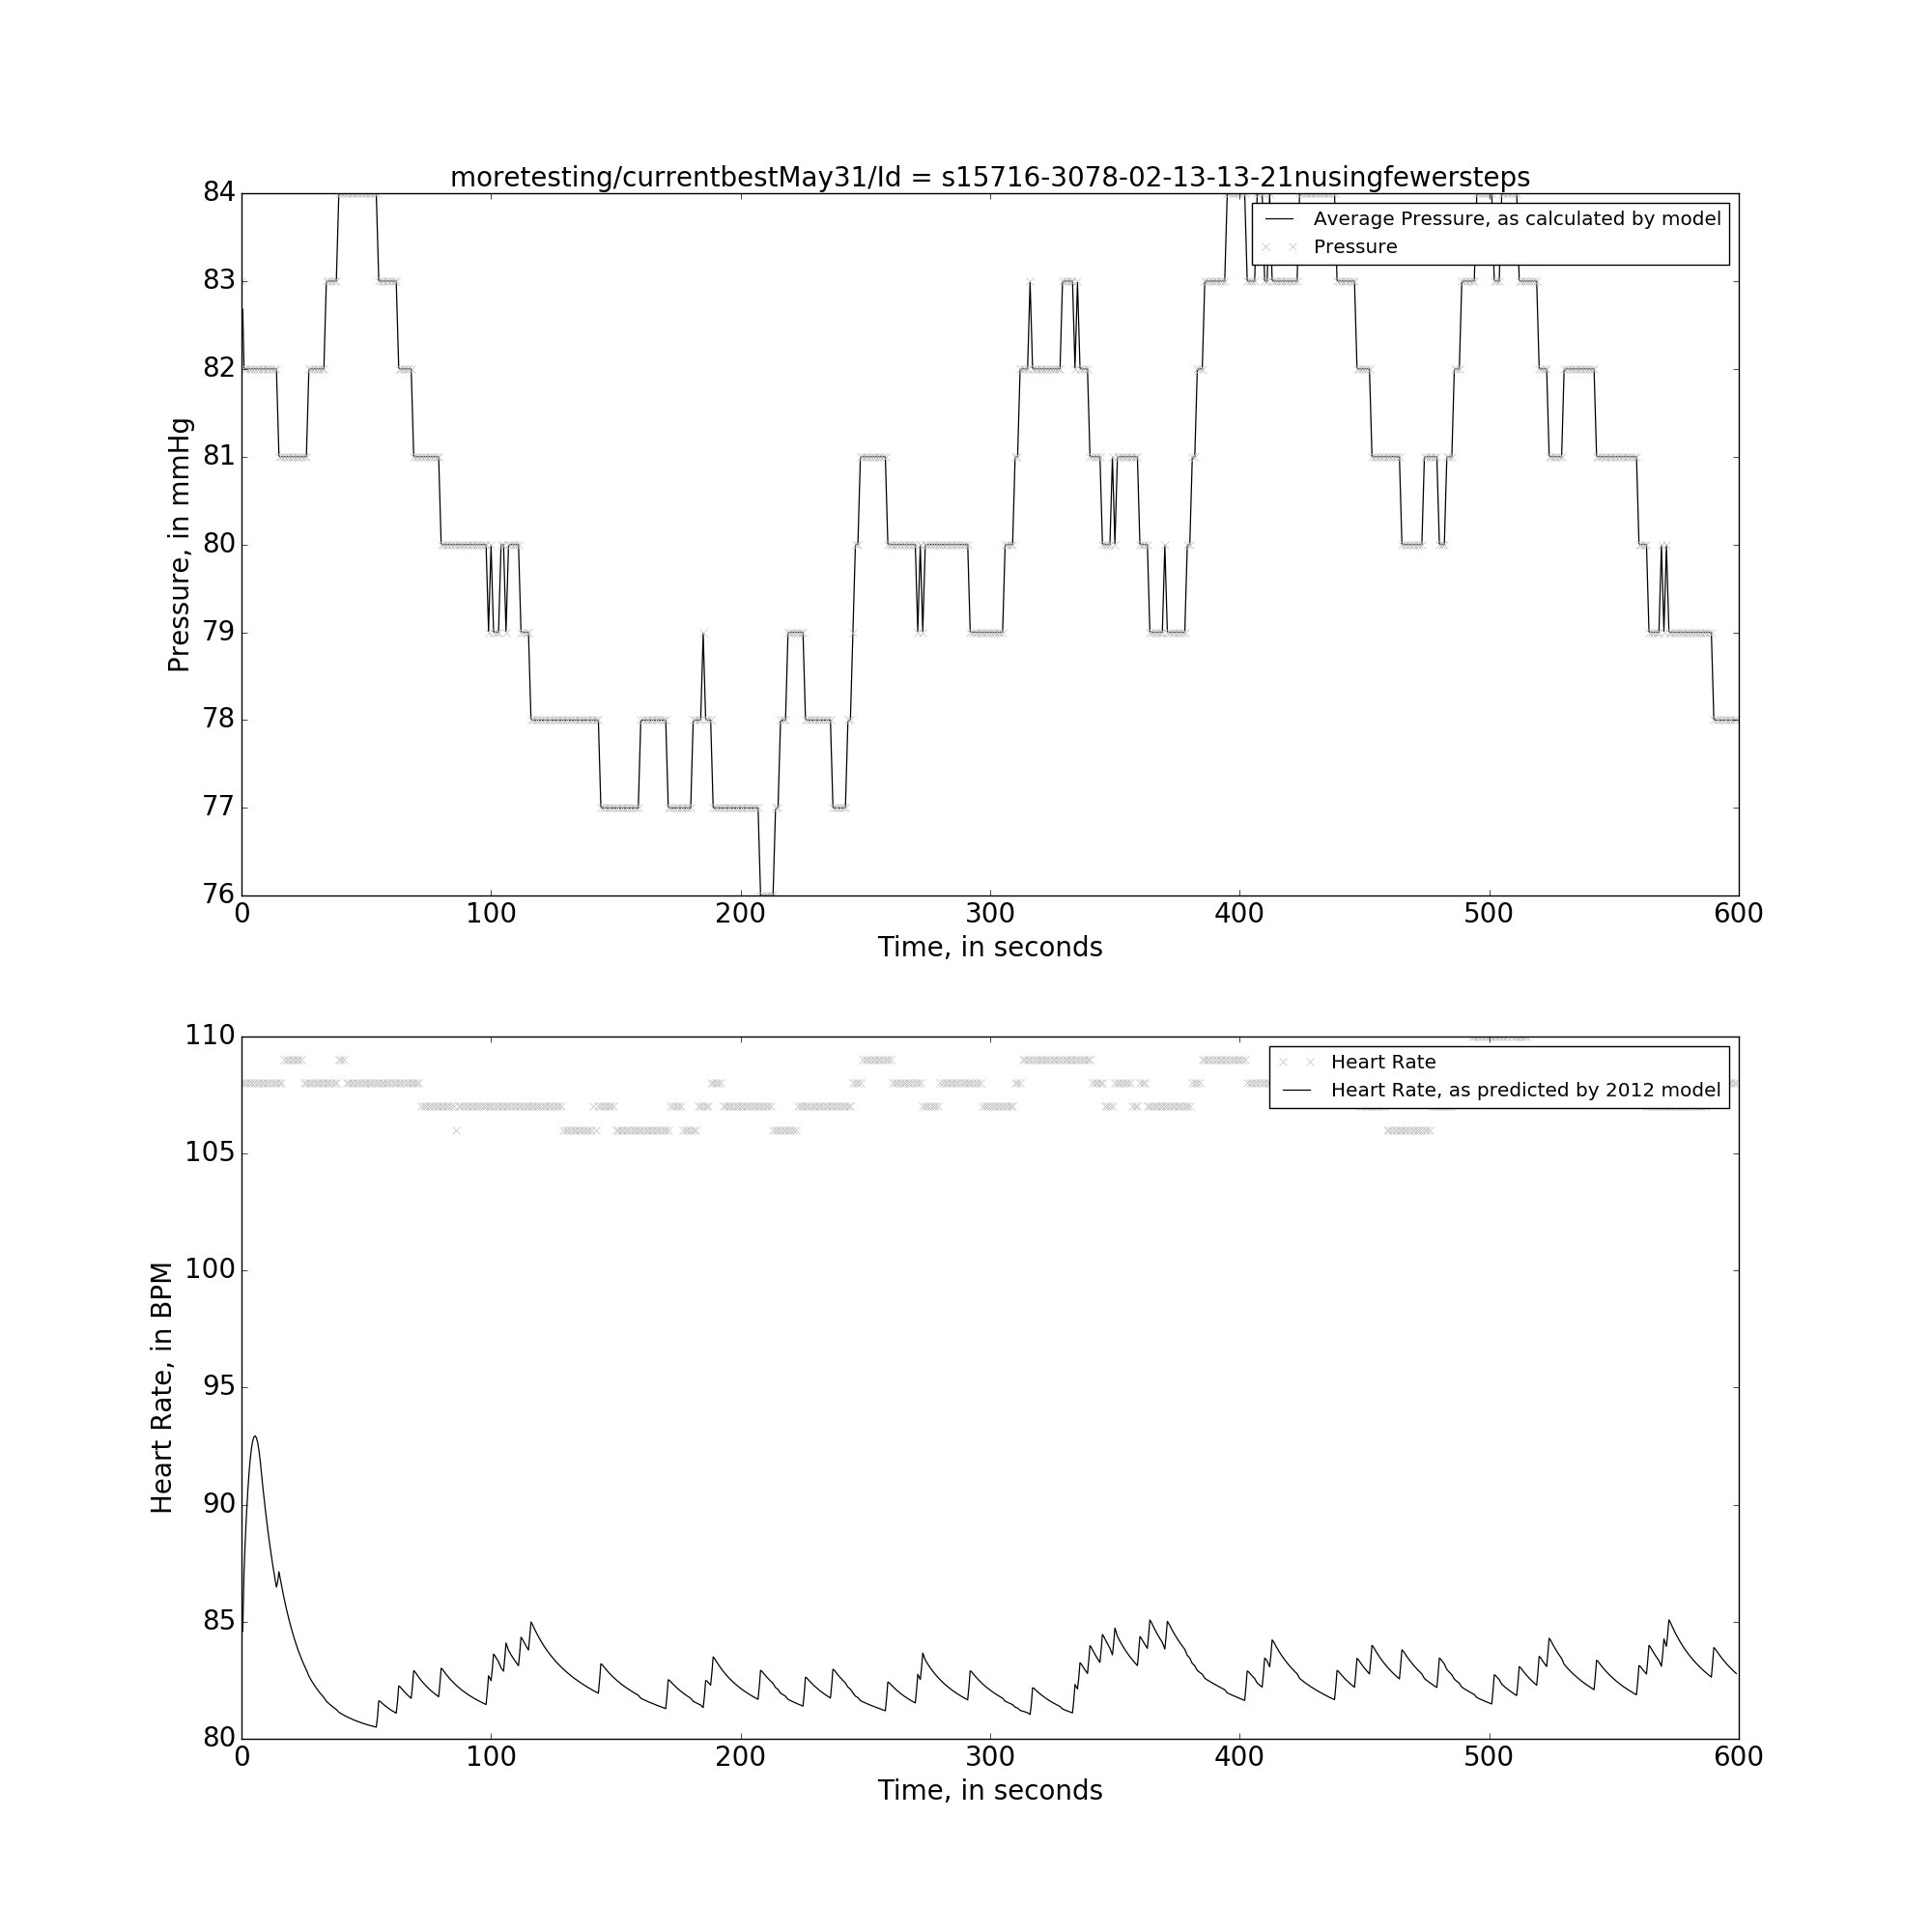 moretesting/currentbestMay31/Id = s15716-3078-02-13-13-21nusingfewersteps
84
83
82
81
80
79
78
77
76
Pressure, in mmHg
Average Pressure, as calculated by model
Pressure
0 100 200 300 400 500 600
Time, in seconds
110
105
100
95
90
85
80
Heart Rate, in BPM
Heart Rate
Heart Rate, as predicted by 2012 model
0 100 200 300 400 500 600
Time, in seconds